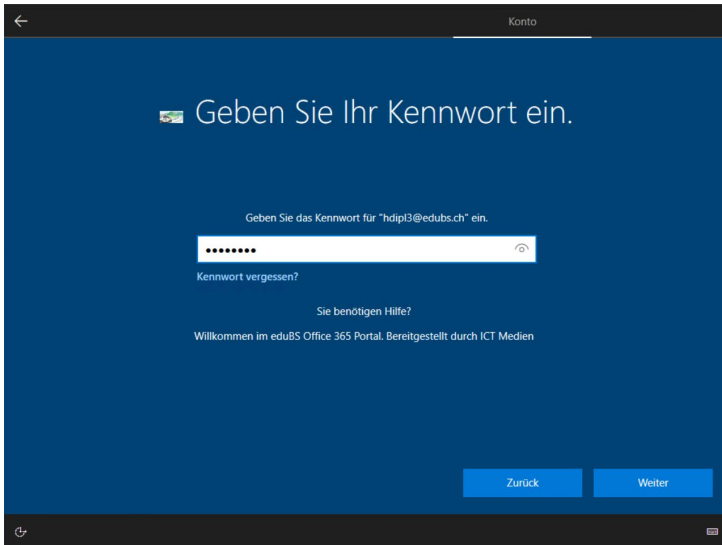 Konto
Geben Sie Ihr Kennwort ein.
Geben Sie das Kennwort für "hdipl3@edubs.ch" ein.
Kennwort vergessen?
Sie benötigen Hilfe?
Willkommen im eduBS Office 365 Portal. Bereitgestellt durch ICT Medien
Zurück
Weiter